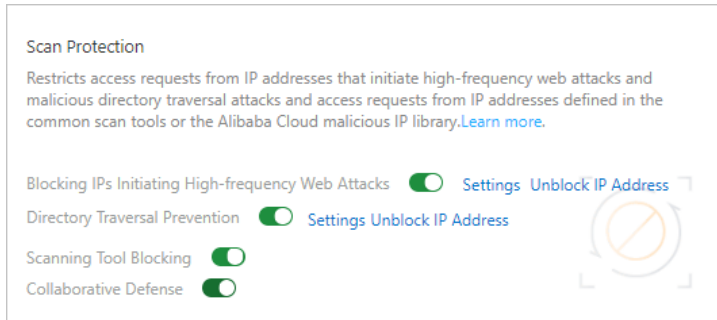 Scan Protection
Restricts access requests from IP addresses that initiate high-frequency web attacks and
malicious directory traversal attacks and access requests from IP addresses defined in the
common scan tools or the Alibaba Cloud malicious IP library.Learn more.
Blocking IPs Initiating High-frequency Web Attacks Settings Unblock IP Address
Directory Traversal Prevention Settings Unblock IP Address
Scanning Tool Blocking
Collaborative Defense